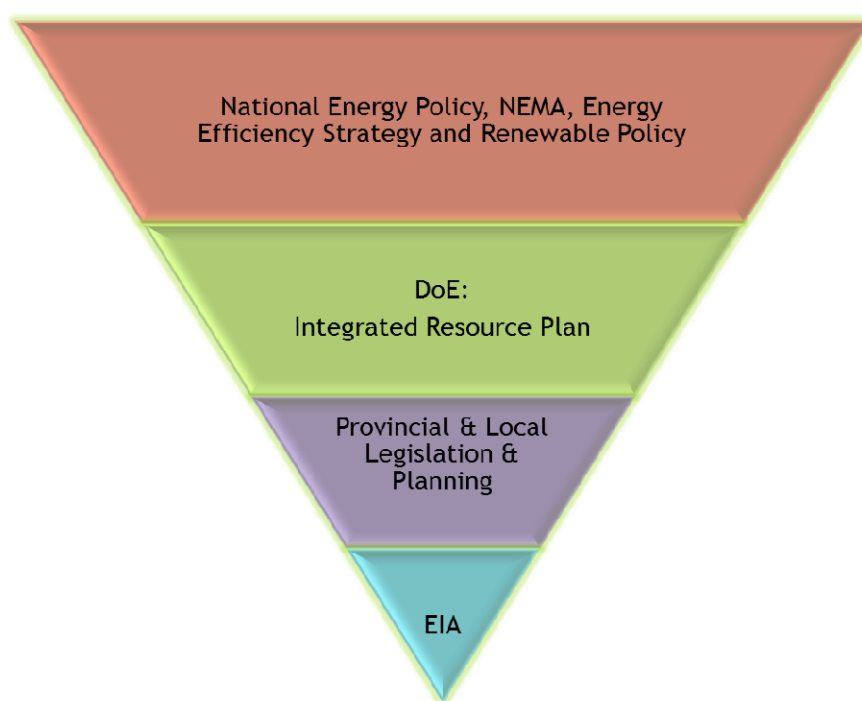 National Energy Policy, NEMA, Energy
Efficiency Strategy and Renewable Policy
DoE:
Integrated Resource Plan
Provincial & Local
Legislation &
Planning
EIA